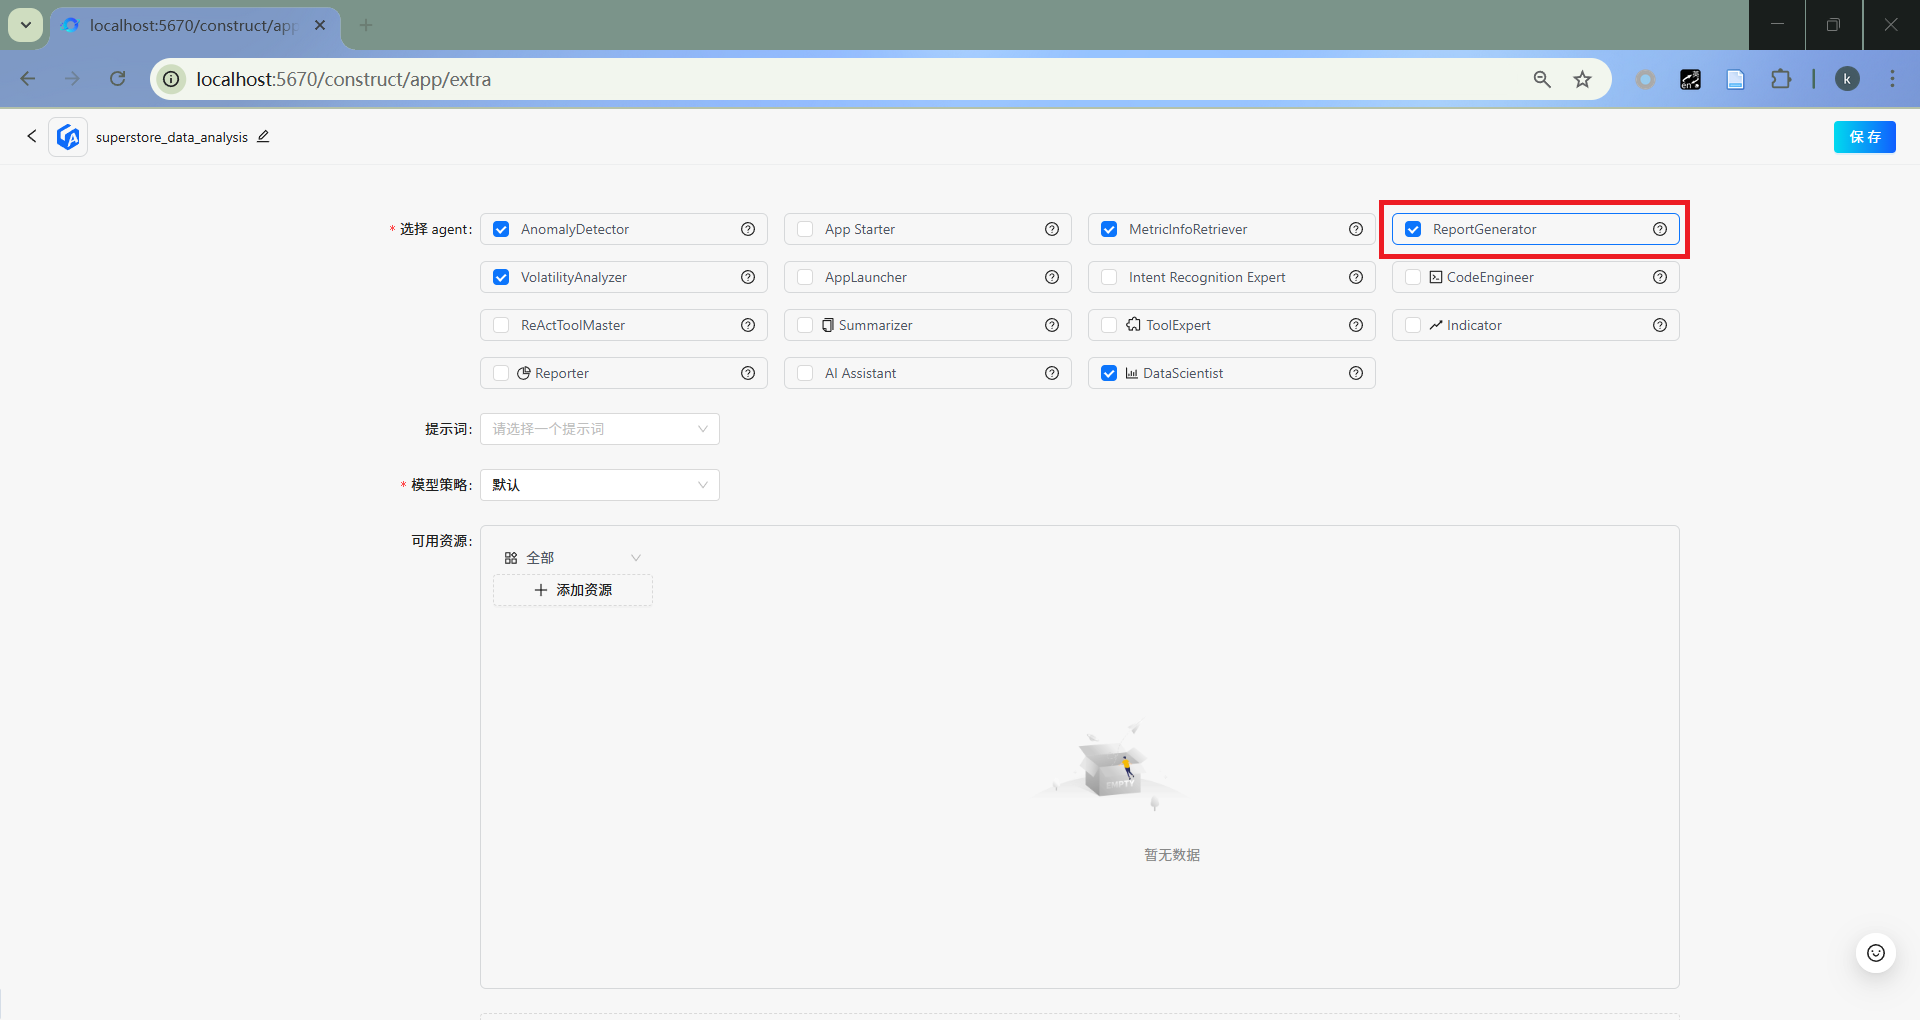 localhost:5670/construct/app
localhost:5670/construct/app/extra
k
superstore_data_analysis
保 存
* 选择 agent:
AnomalyDetector
App Starter
MetricInfoRetriever
ReportGenerator
VolatilityAnalyzer
AppLauncher
Intent Recognition Expert
CodeEngineer
ReActToolMaster
Summarizer
ToolExpert
Indicator
Reporter
AI Assistant
DataScientist
提示词:
请选择一个提示词
* 模型策略:
默认
可用资源:
全部
添加资源
EMPTY
暂无数据